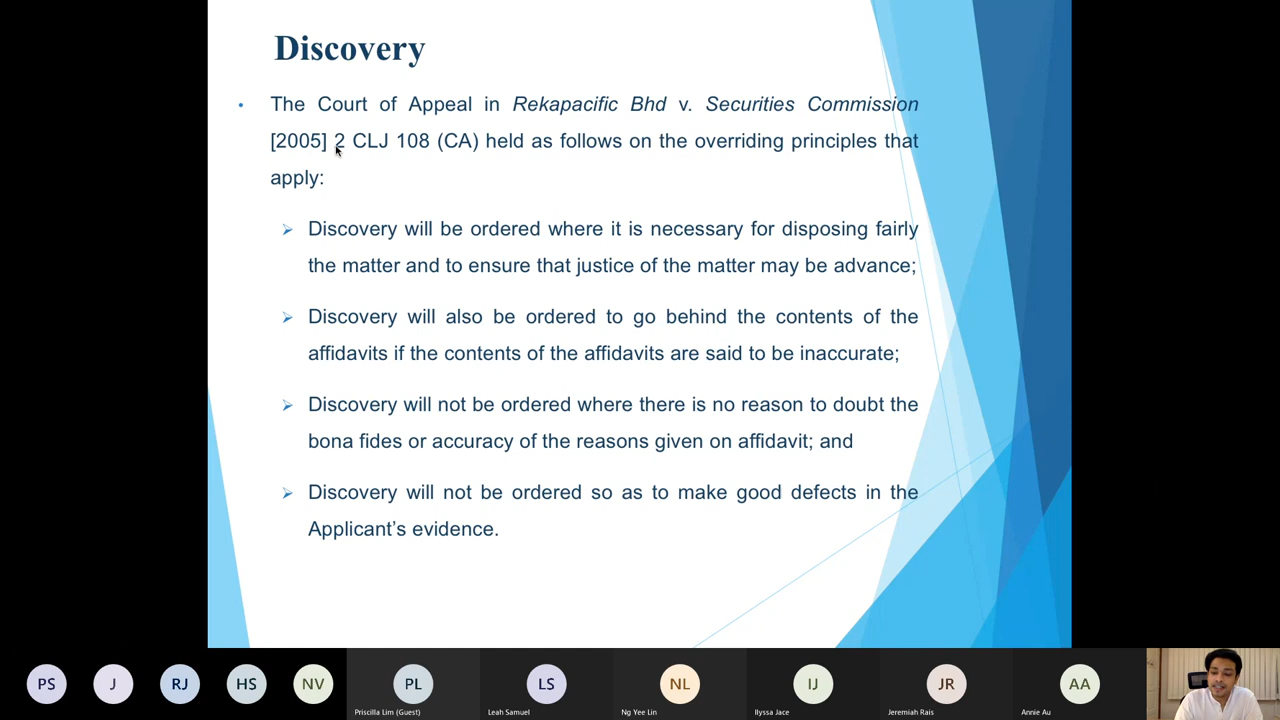 Discovery
• The Court of Appeal in Rekapacific Bhd v. Securities Commission
[2005] 2 CLJ 108 (CA) held as follows on the overriding principles that
apply:
➢ Discovery will be ordered where it is necessary for disposing fairly
the matter and to ensure that justice of the matter may be advance;
➢ Discovery will also be ordered to go behind the contents of the
affidavits if the contents of the affidavits are said to be inaccurate;
➢ Discovery will not be ordered where there is no reason to doubt the
bona fides or accuracy of the reasons given on affidavit; and
➢ Discovery will not be ordered so as to make good defects in the
Applicant’s evidence.
PS J RJ HS NV PL LS NL IJ JR AA
Priscilla Lim (Guest) Leah Samuel Ng Yee Lin Ilyssa Jace Jeremiah Rais Annie Au